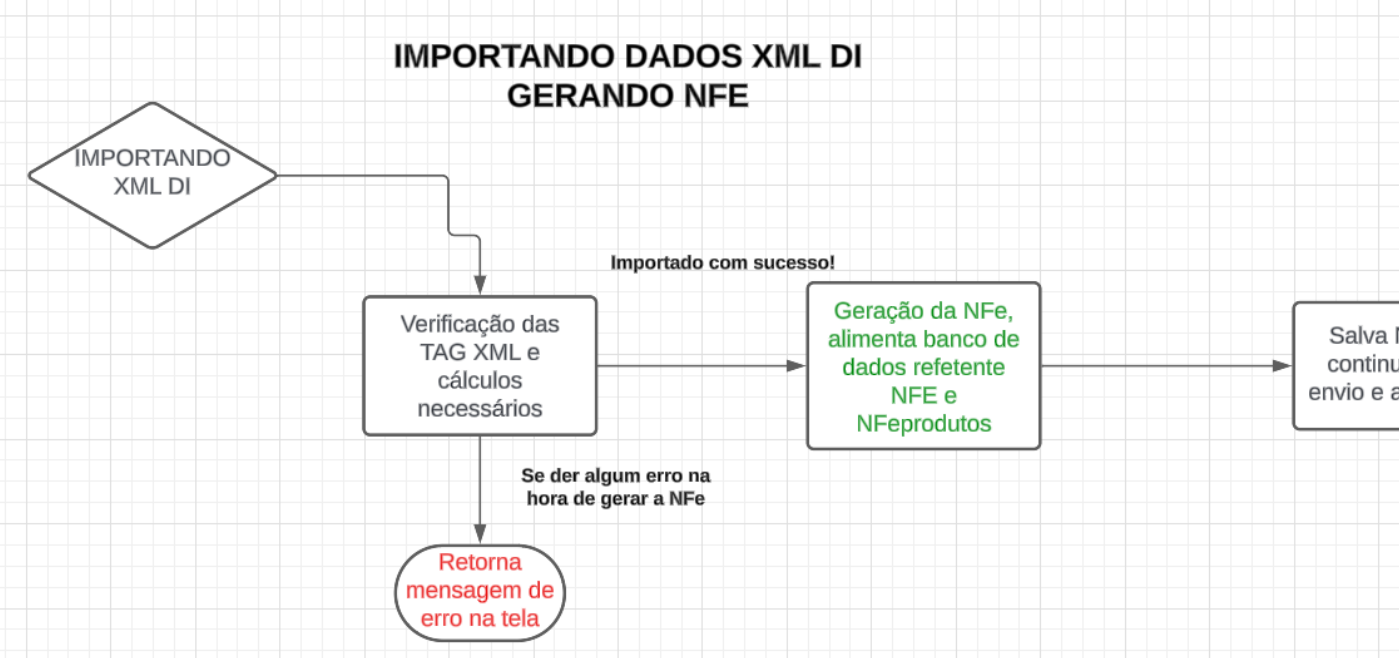 IMPORTANDO DADOS XML DI
GERANDO NFE
IMPORTANDO
XML DI
Importado com sucesso!
Verificação das
TAG XML e
cálculos
necessários
Geração da NFe,
alimenta banco de
dados refetente
NFE e
NFeprodutos
Salva
continu
envio e a
Se der algum erro na
hora de gerar a NFe
Retorna
mensagem de
erro na tela